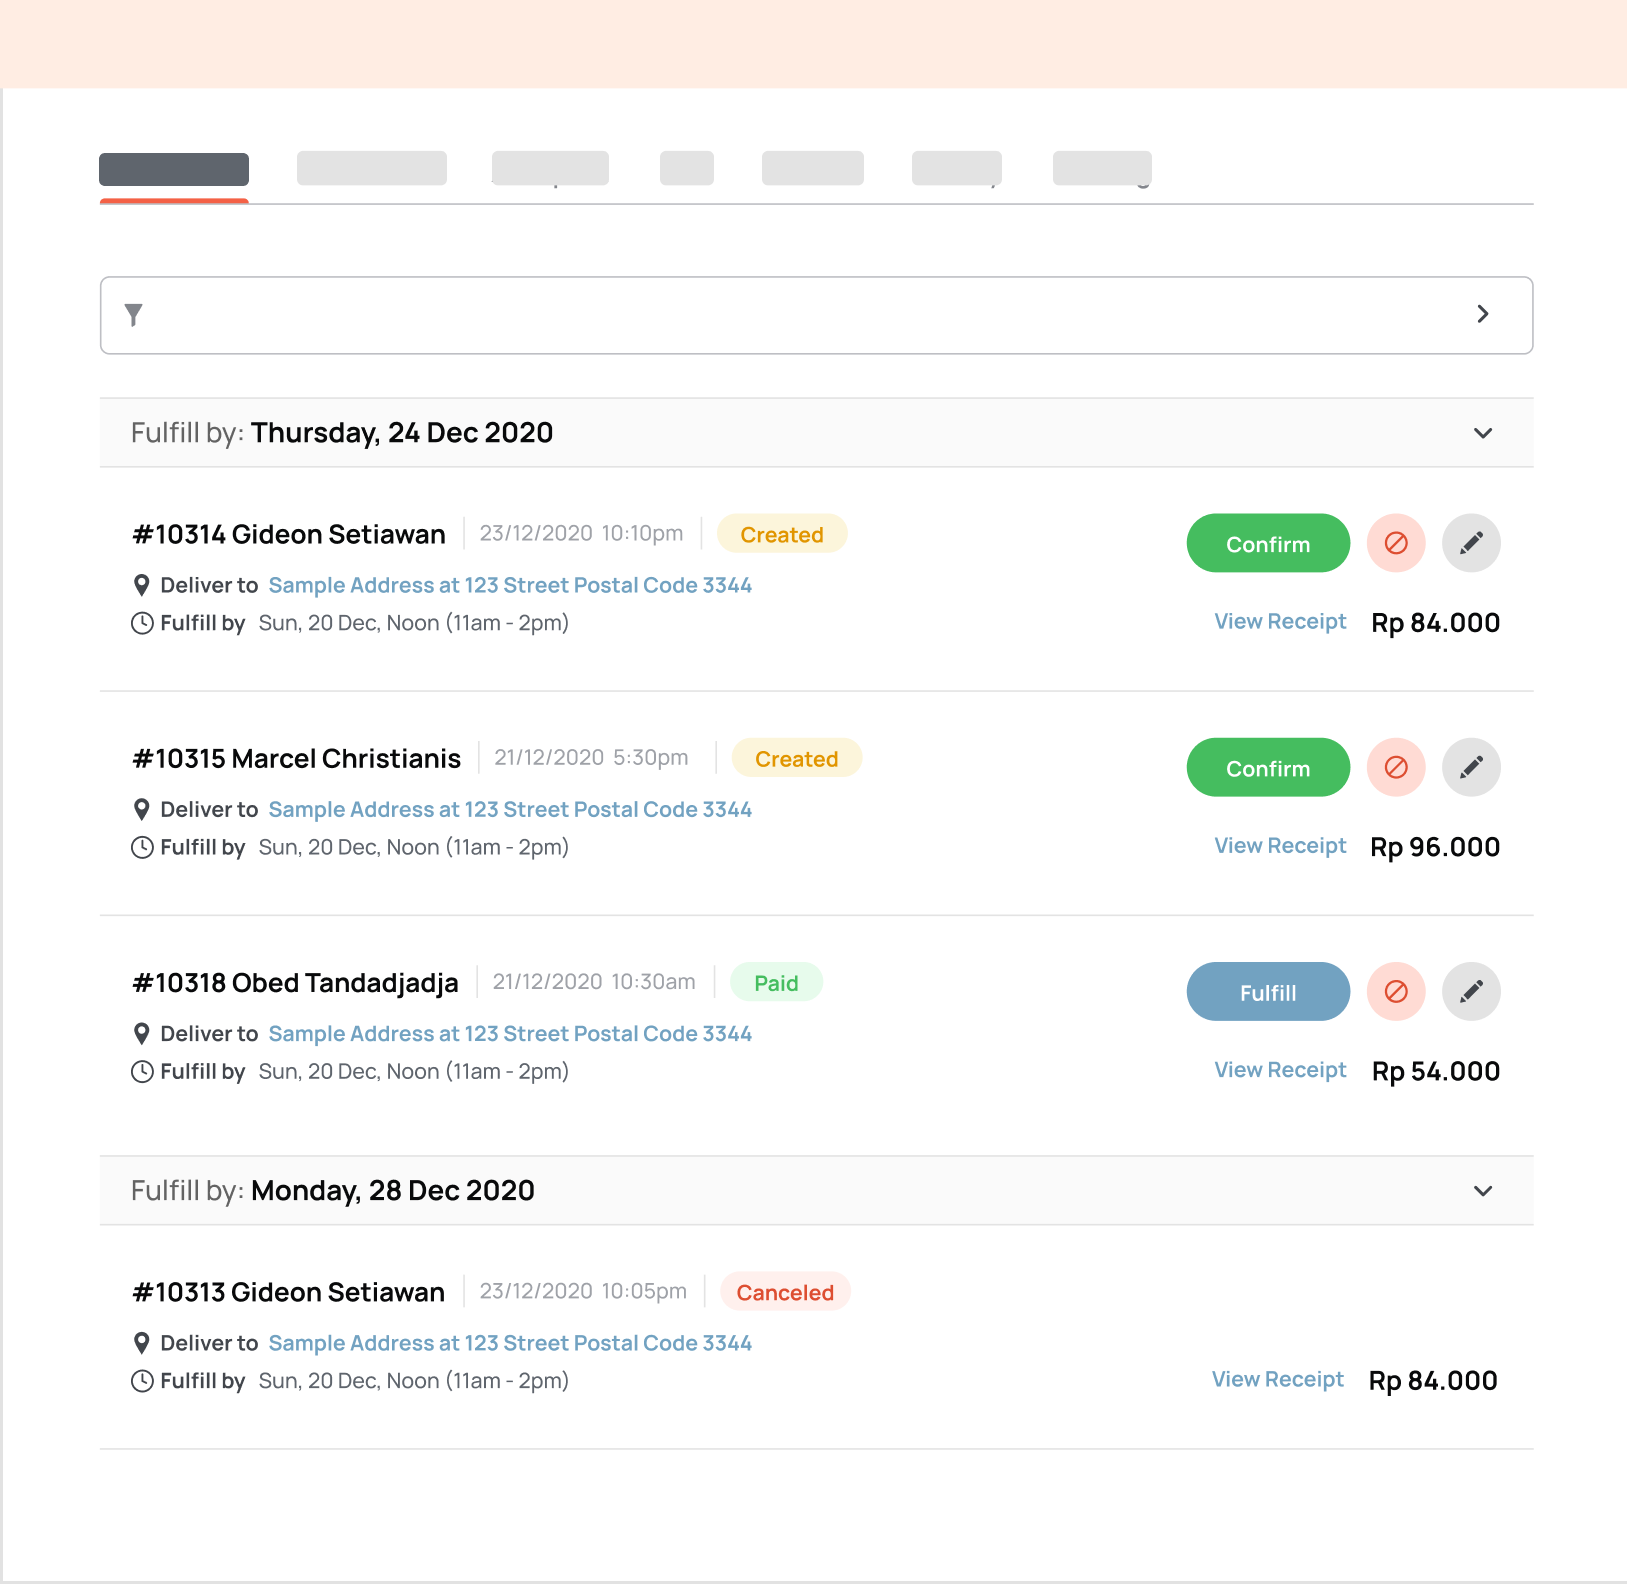 Fulfill by: Thursday, 24 Dec 2020
#10314 Gideon Setiawan 23/12/2020 10:10pm Created Confirm
Deliver to Sample Address at 123 Street Postal Code 3344
Fulfill by Sun, 20 Dec, Noon (11am - 2pm) View Receipt Rp 84.000
#10315 Marcel Christianis 21/12/2020 5:30pm Created Confirm
Deliver to Sample Address at 123 Street Postal Code 3344
Fulfill by Sun, 20 Dec, Noon (11am - 2pm) View Receipt Rp 96.000
#10318 Obed Tandadjadja 21/12/2020 10:30am Paid Fulfill
Deliver to Sample Address at 123 Street Postal Code 3344
Fulfill by Sun, 20 Dec, Noon (11am - 2pm) View Receipt Rp 54.000
Fulfill by: Monday, 28 Dec 2020
#10313 Gideon Setiawan 23/12/2020 10:05pm Canceled
Deliver to Sample Address at 123 Street Postal Code 3344
Fulfill by Sun, 20 Dec, Noon (11am - 2pm) View Receipt Rp 84.000